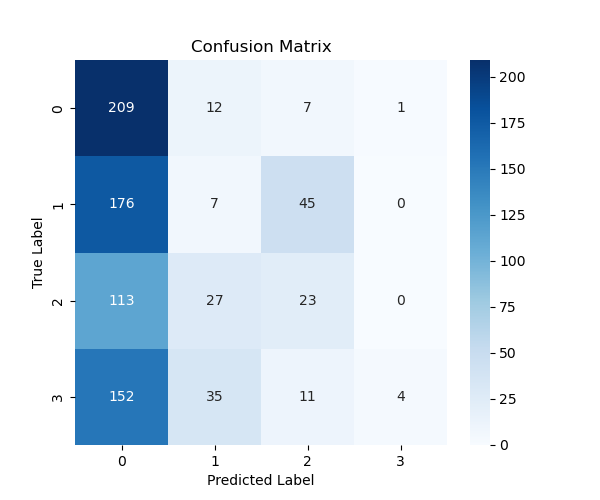 Confusion Matrix
True Label
0 209 12 7 1
1 176 7 45 0
2 113 27 23 0
3 152 35 11 4
0 1 2 3
Predicted Label
200
175
150
125
100
75
50
25
0